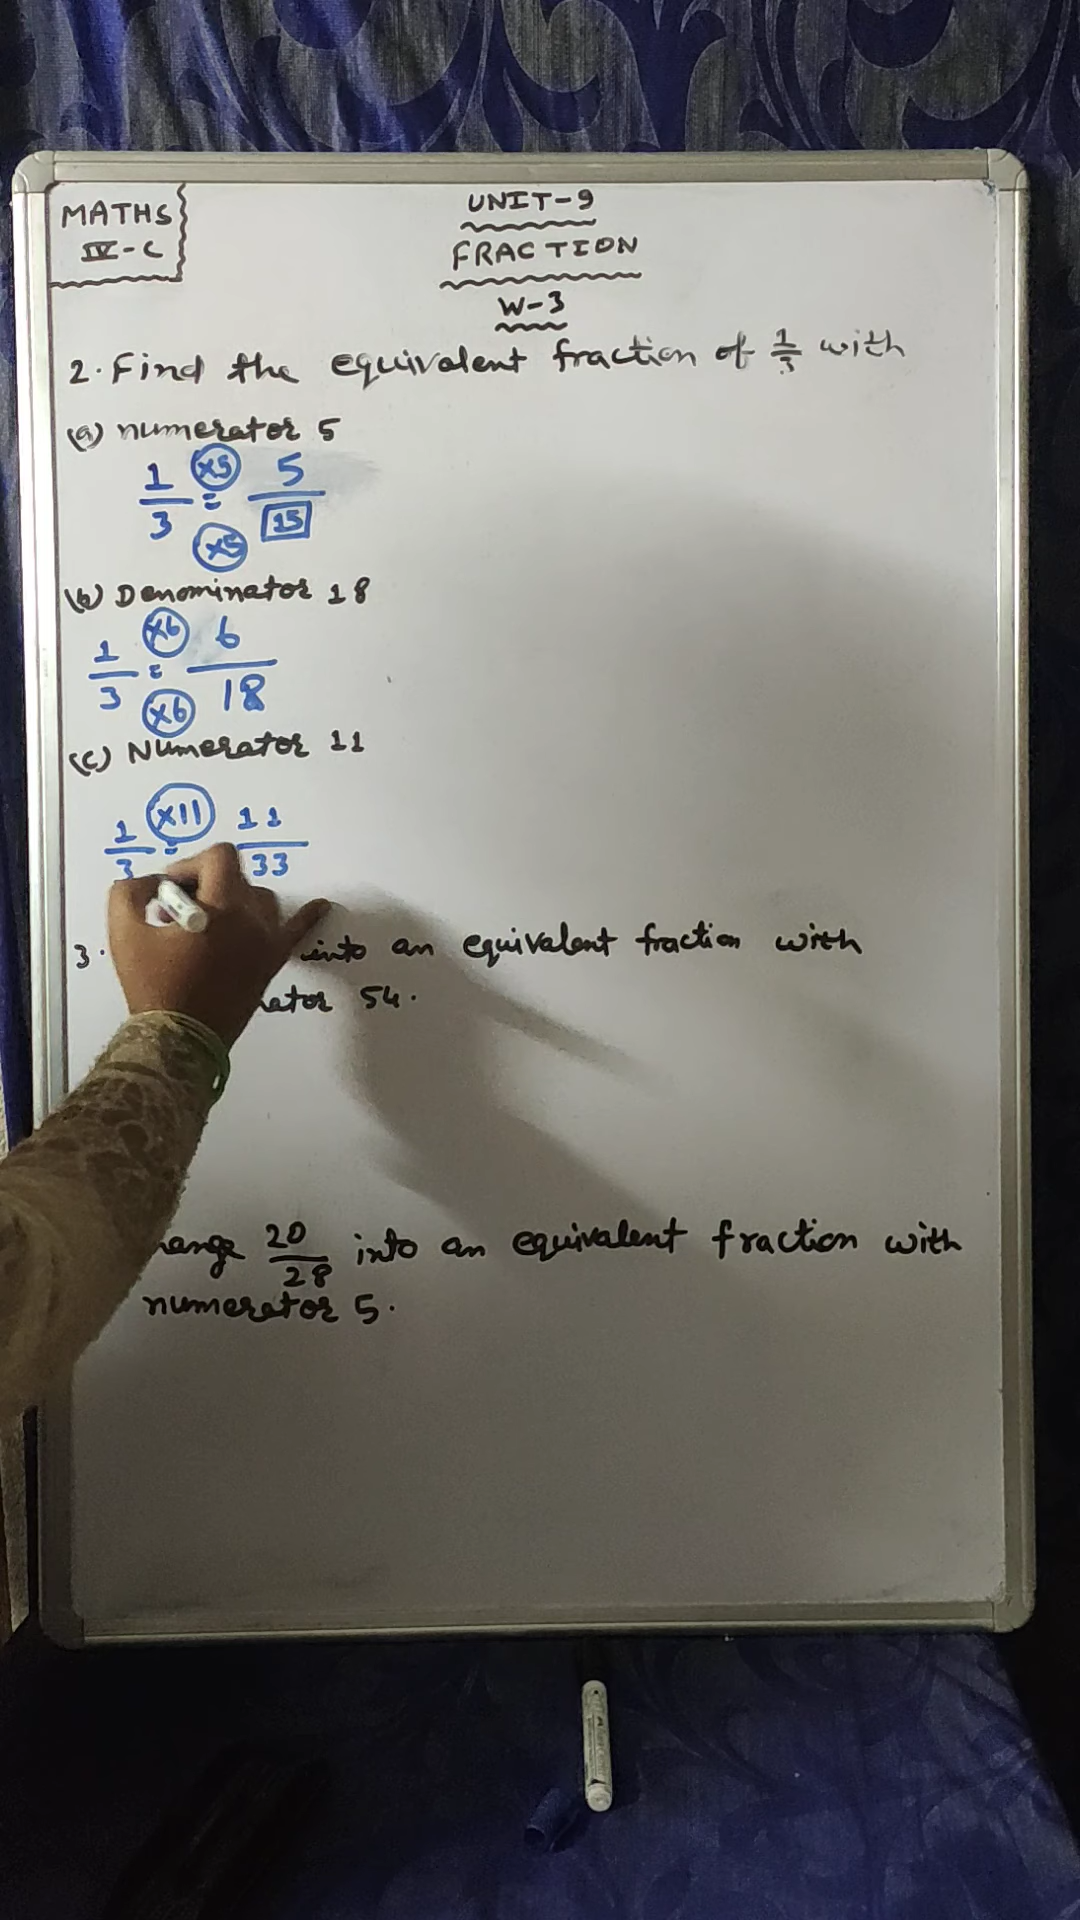 MATHS
IV-C
UNIT-9
FRACTION
W-3
2. Find the equivalent fraction of 1/3 with
(a) numerator 5
1/3 ×5 = ×5 5/15
(b) Denominator 18
1/3 ×6 = ×6 6/18
(c) Numerator 11
1/3 ×11 = 11/33
3. into an equivalent fraction with
54.
20/28 into an equivalent fraction with
numerator 5.